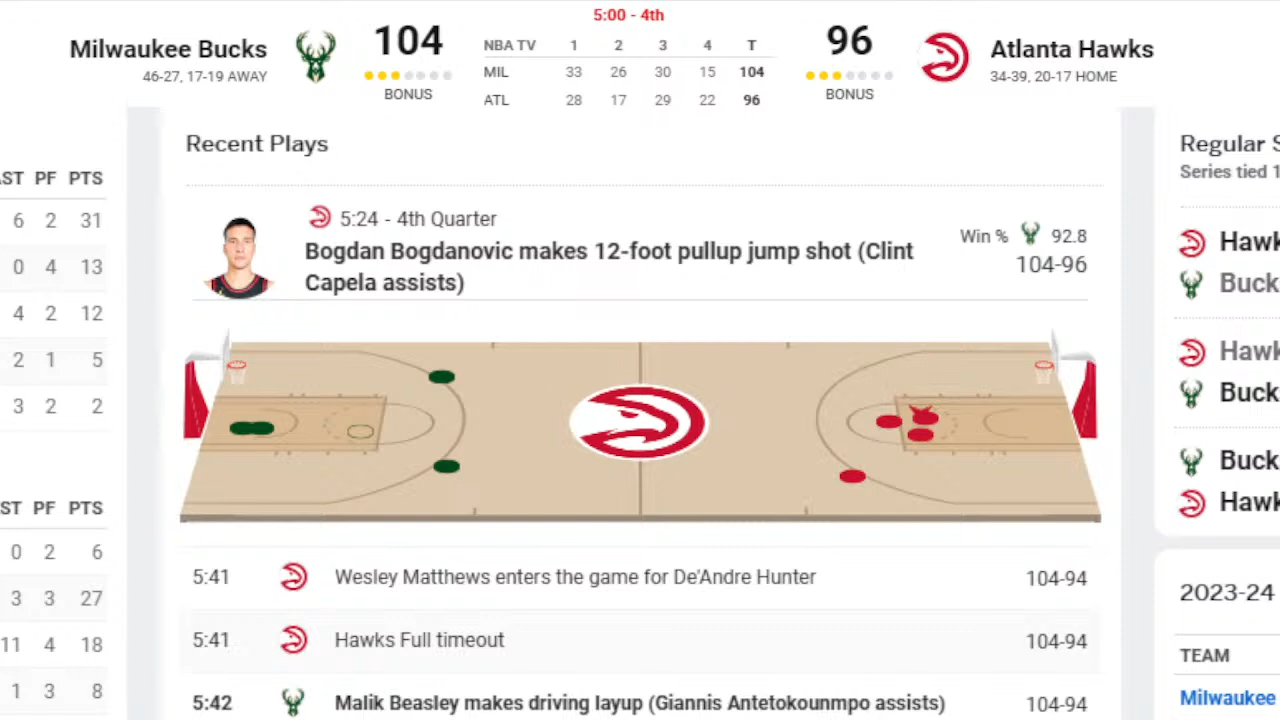 5:00 - 4th
Milwaukee Bucks
46-27, 17-19 AWAY
104
BONUS
NBA TV 1 2 3 4 T
MIL 33 26 30 15 104
ATL 28 17 29 22 96
96
BONUS
Atlanta Hawks
34-39, 20-17 HOME
AST PF PTS
6 2 31
0 4 13
4 2 12
2 1 5
3 2 2
ST PF PTS
0 2 6
3 3 27
11 4 18
1 3 8
Recent Plays
5:24 - 4th Quarter
Bogdan Bogdanovic makes 12-foot pullup jump shot (Clint
Capela assists)
Win % 92.8
104-96
5:41 Wesley Matthews enters the game for De'Andre Hunter 104-94
5:41 Hawks Full timeout 104-94
5:42 Malik Beasley makes driving layup (Giannis Antetokounmpo assists) 104-94
Regular S
Series tied 1
Hawk
Buck
Hawk
Buck
Buck
Hawk
2023-24
TEAM
Milwaukee